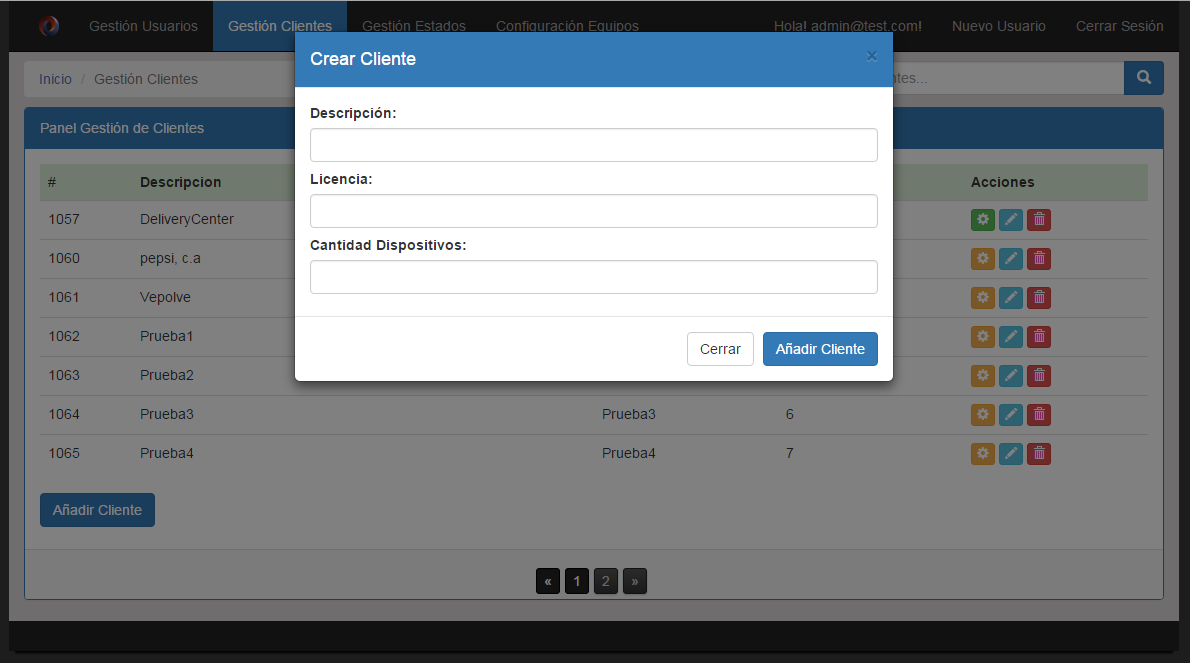 Gestión Usuarios Gestión Clientes Gestión Estados Configuración Equipos Hola! admin@test.com! Nuevo Usuario Cerrar Sesión
Crear Cliente ×
Inicio / Gestión Clientes
Panel Gestión de Clientes
Descripción:
Licencia:
Cantidad Dispositivos:
Cerrar Añadir Cliente
# Descripcion Acciones
1057 DeliveryCenter
1060 pepsi, c.a
1061 Vepolve
1062 Prueba1
1063 Prueba2
1064 Prueba3 Prueba3 6
1065 Prueba4 Prueba4 7
Añadir Cliente
« 1 2 »